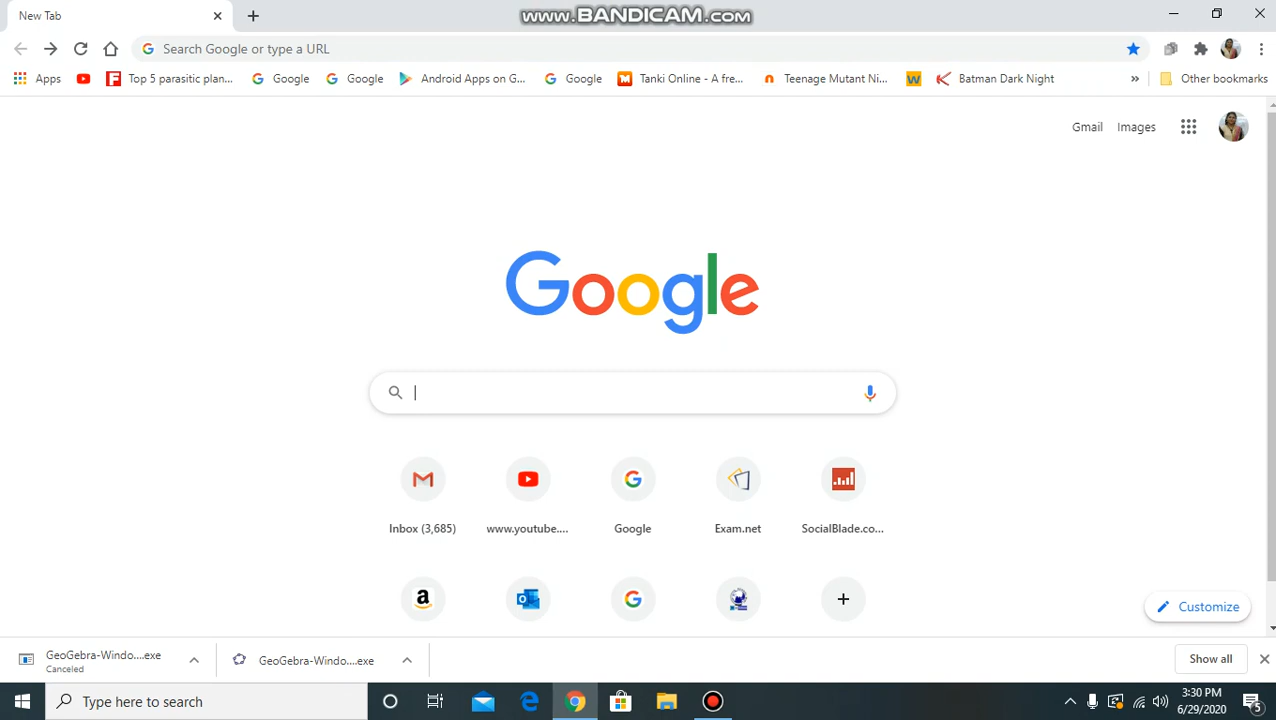 New Tab
www.BANDICAM.com
Search Google or type a URL
Apps
Top 5 parasitic plan...
Google
Google
Android Apps on G...
Google
Tanki Online - A fre...
Teenage Mutant Ni...
Batman Dark Night
»
Other bookmarks
Gmail
Images
Google
Inbox (3,685)
www.youtube....
Google
Exam.net
SocialBlade.co...
Customize
GeoGebra-Windo....exe
Canceled
GeoGebra-Windo....exe
Show all
Type here to search
3:30 PM
6/29/2020
5